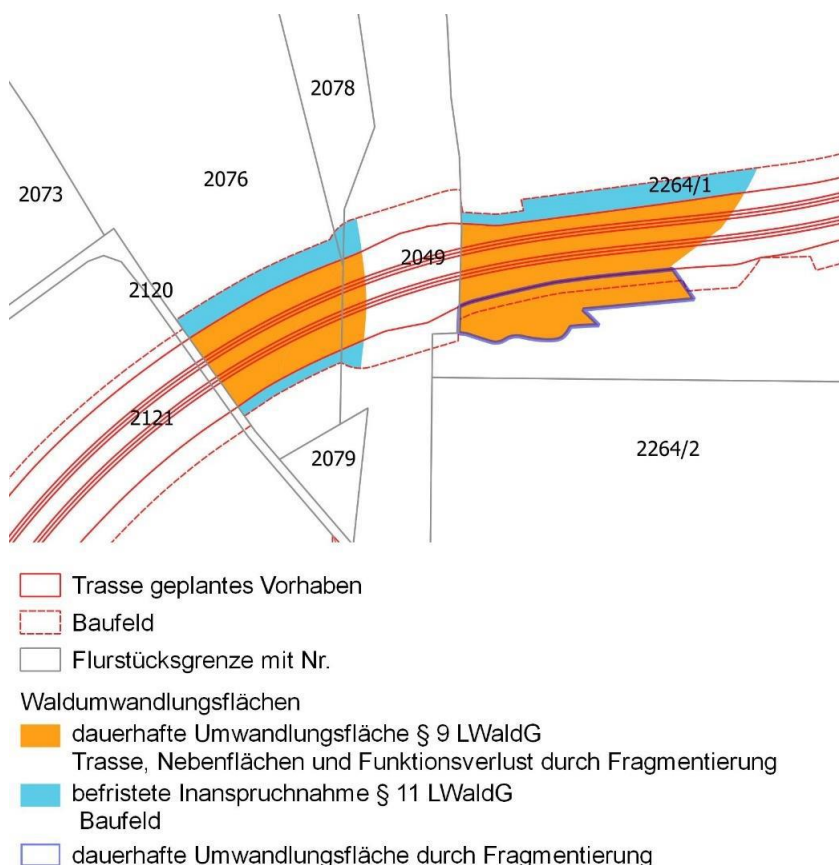 2078
2073
2076
2264/1
2049
2120
2121
2079
2264/2
Trasse geplantes Vorhaben
Baufeld
Flurstücksgrenze mit Nr.
Waldumwandlungsflächen
dauerhafte Umwandlungsfläche § 9 LWaldG
Trasse, Nebenflächen und Funktionsverlust durch Fragmentierung
befristete Inanspruchnahme § 11 LWaldG
Baufeld
dauerhafte Umwandlungsfläche durch Fragmentierung